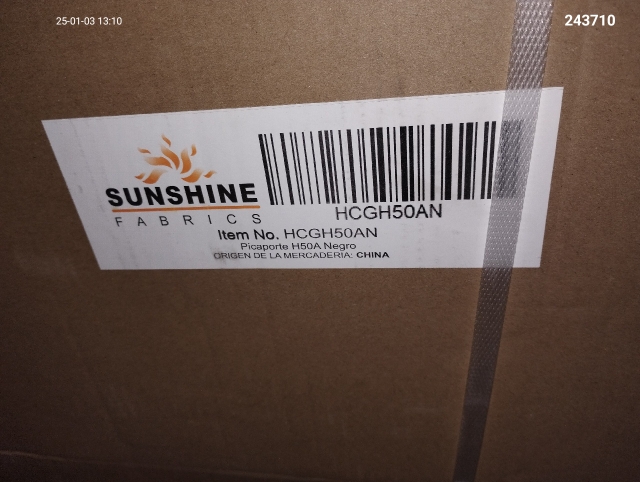 25-01-03 13:10
243710
SUNSHINE
FABRICS
HCGH50AN
Item No. HCGH50AN
Picaporte H50A Negro
ORIGEN DE LA MERCADERIA: CHINA